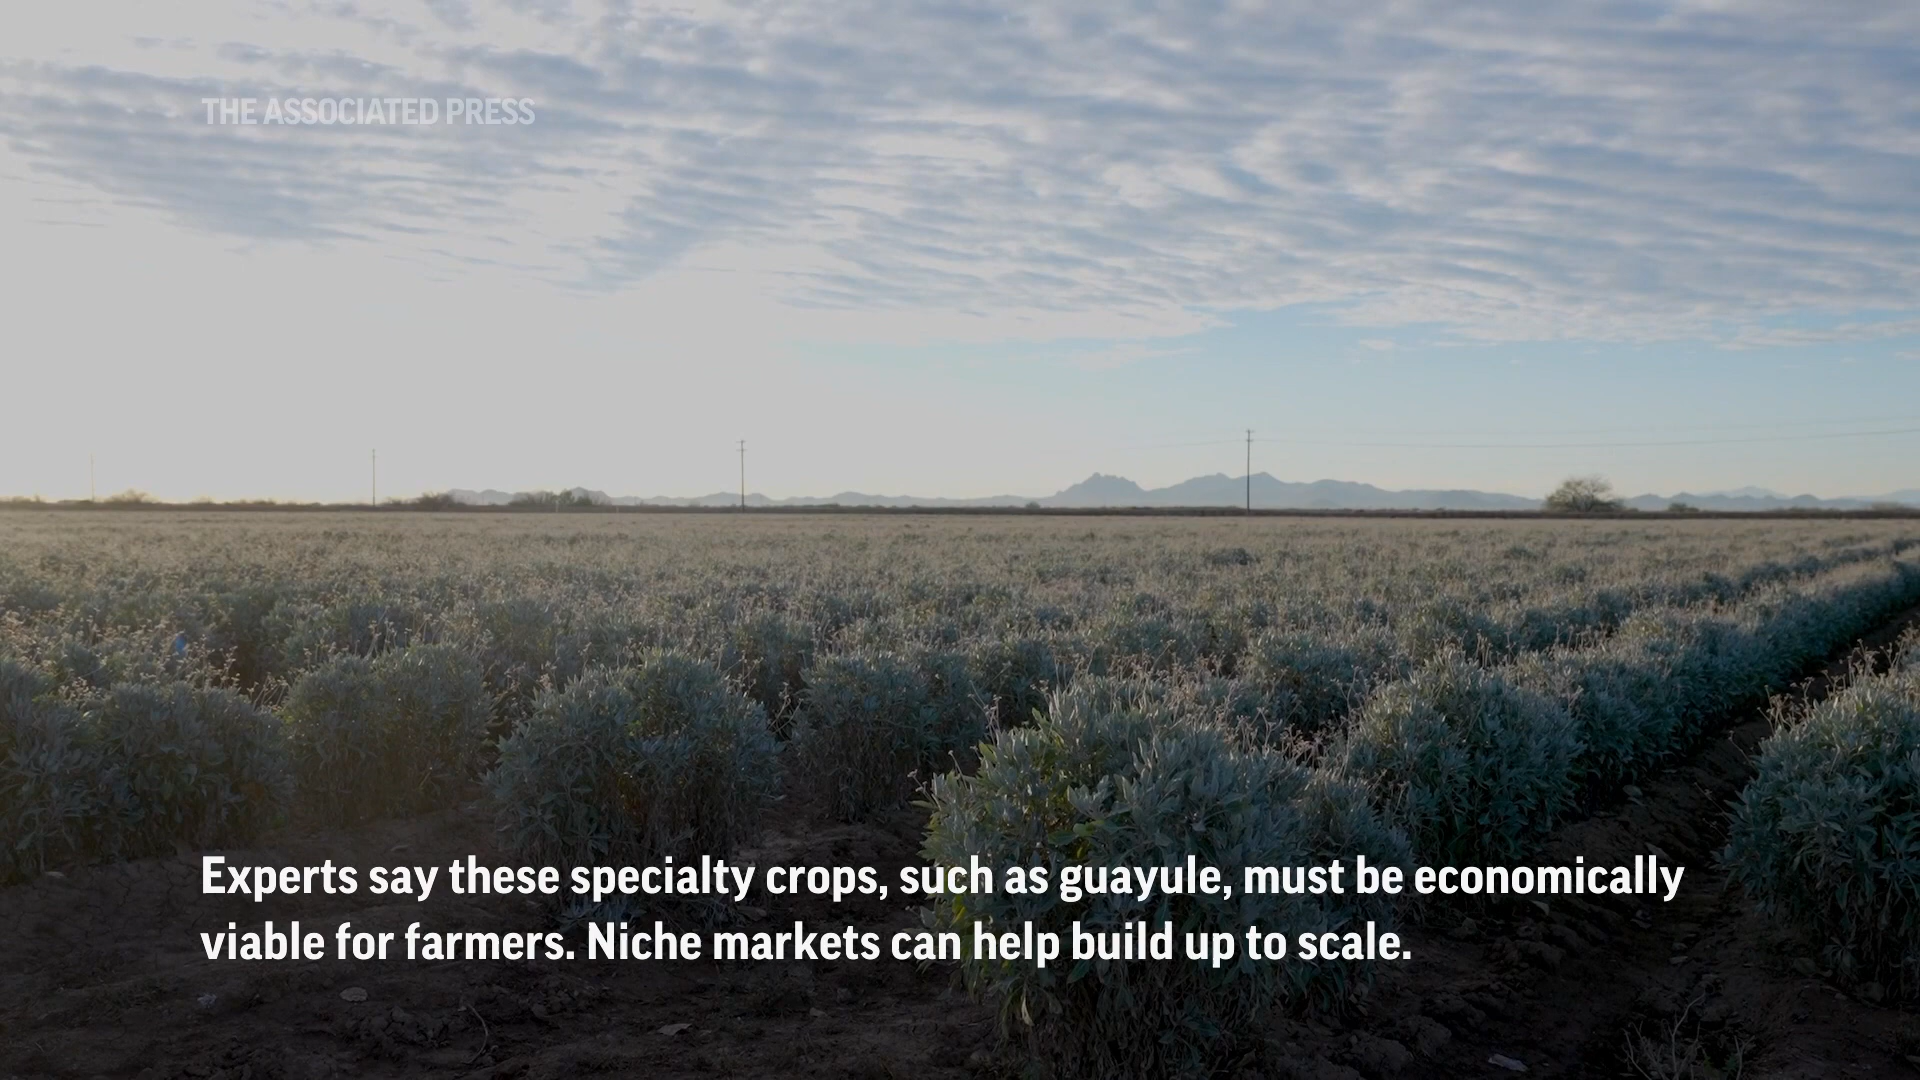 THE ASSOCIATED PRESS
Experts say these specialty crops, such as guayule, must be economically
viable for farmers. Niche markets can help build up to scale.